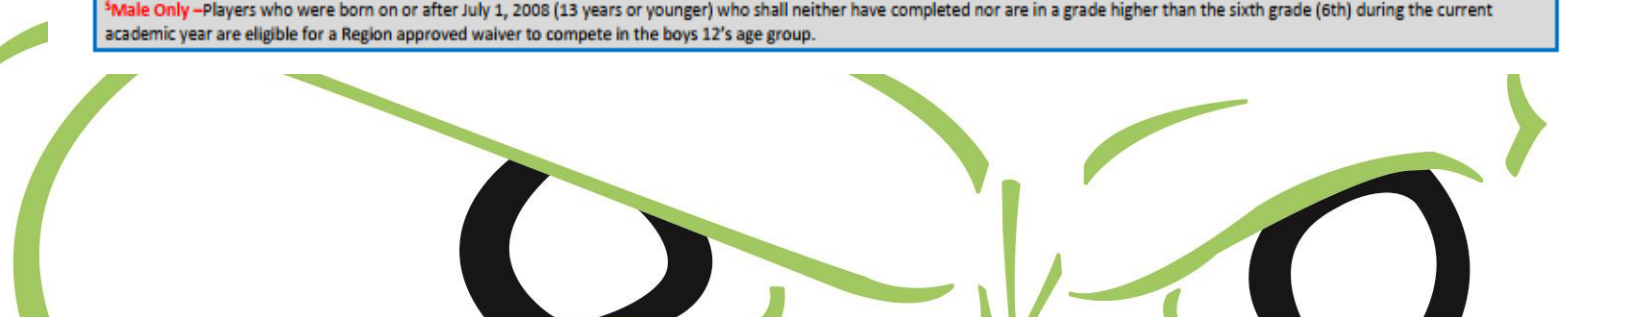 ⁵Male Only –Players who were born on or after July 1, 2008 (13 years or younger) who shall neither have completed nor are in a grade higher than the sixth grade (6th) during the current
academic year are eligible for a Region approved waiver to compete in the boys 12's age group.